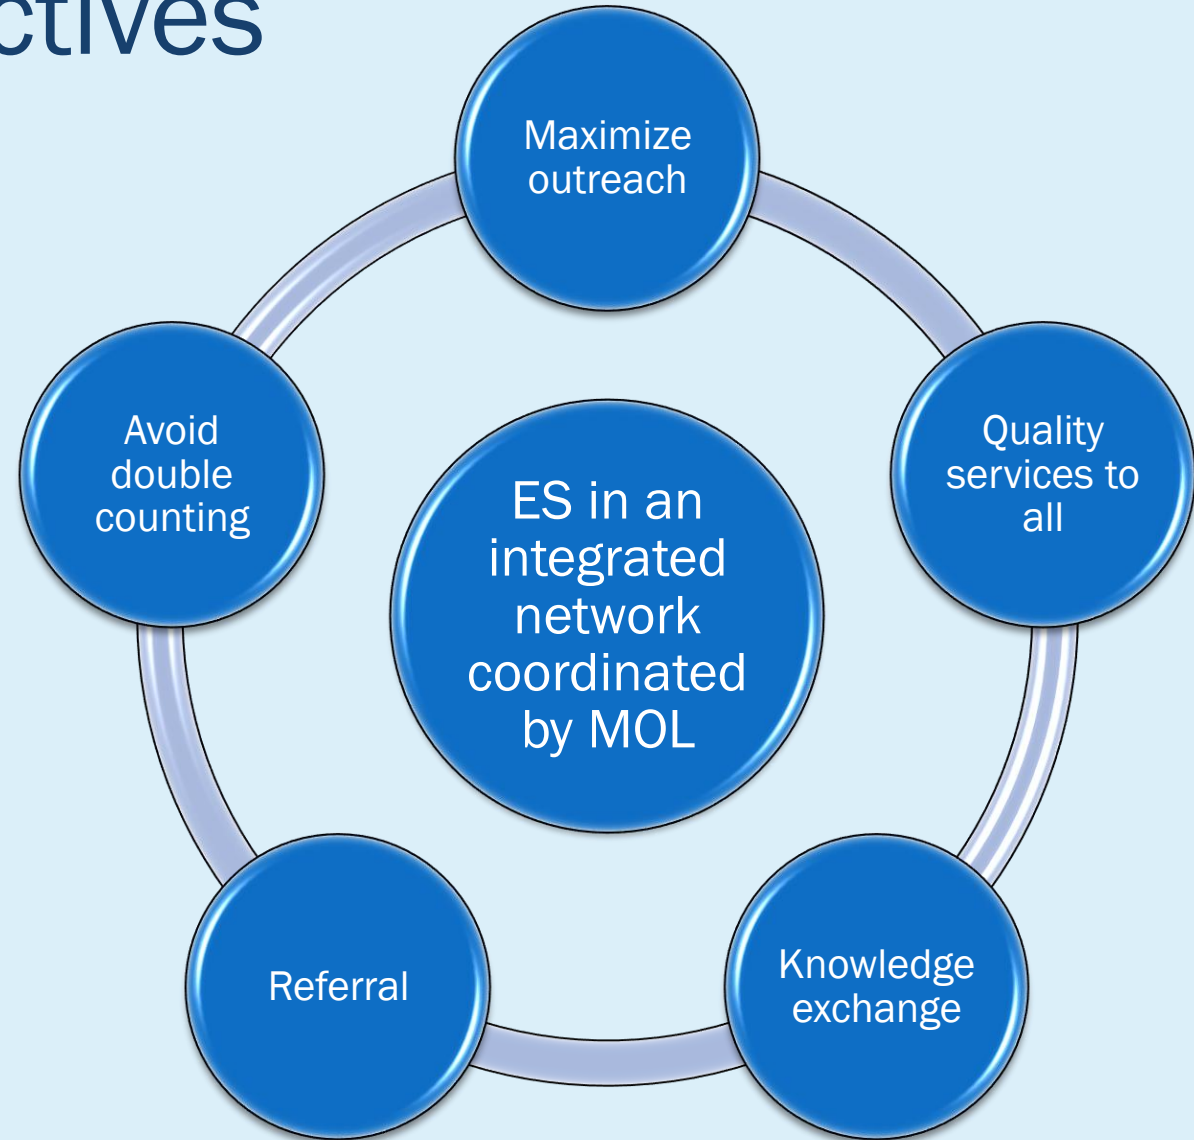 ctives
Maximize
outreach
Quality
services to
all
Knowledge
exchange
Referral
Avoid
double
counting
ES in an
integrated
network
coordinated
by MOL